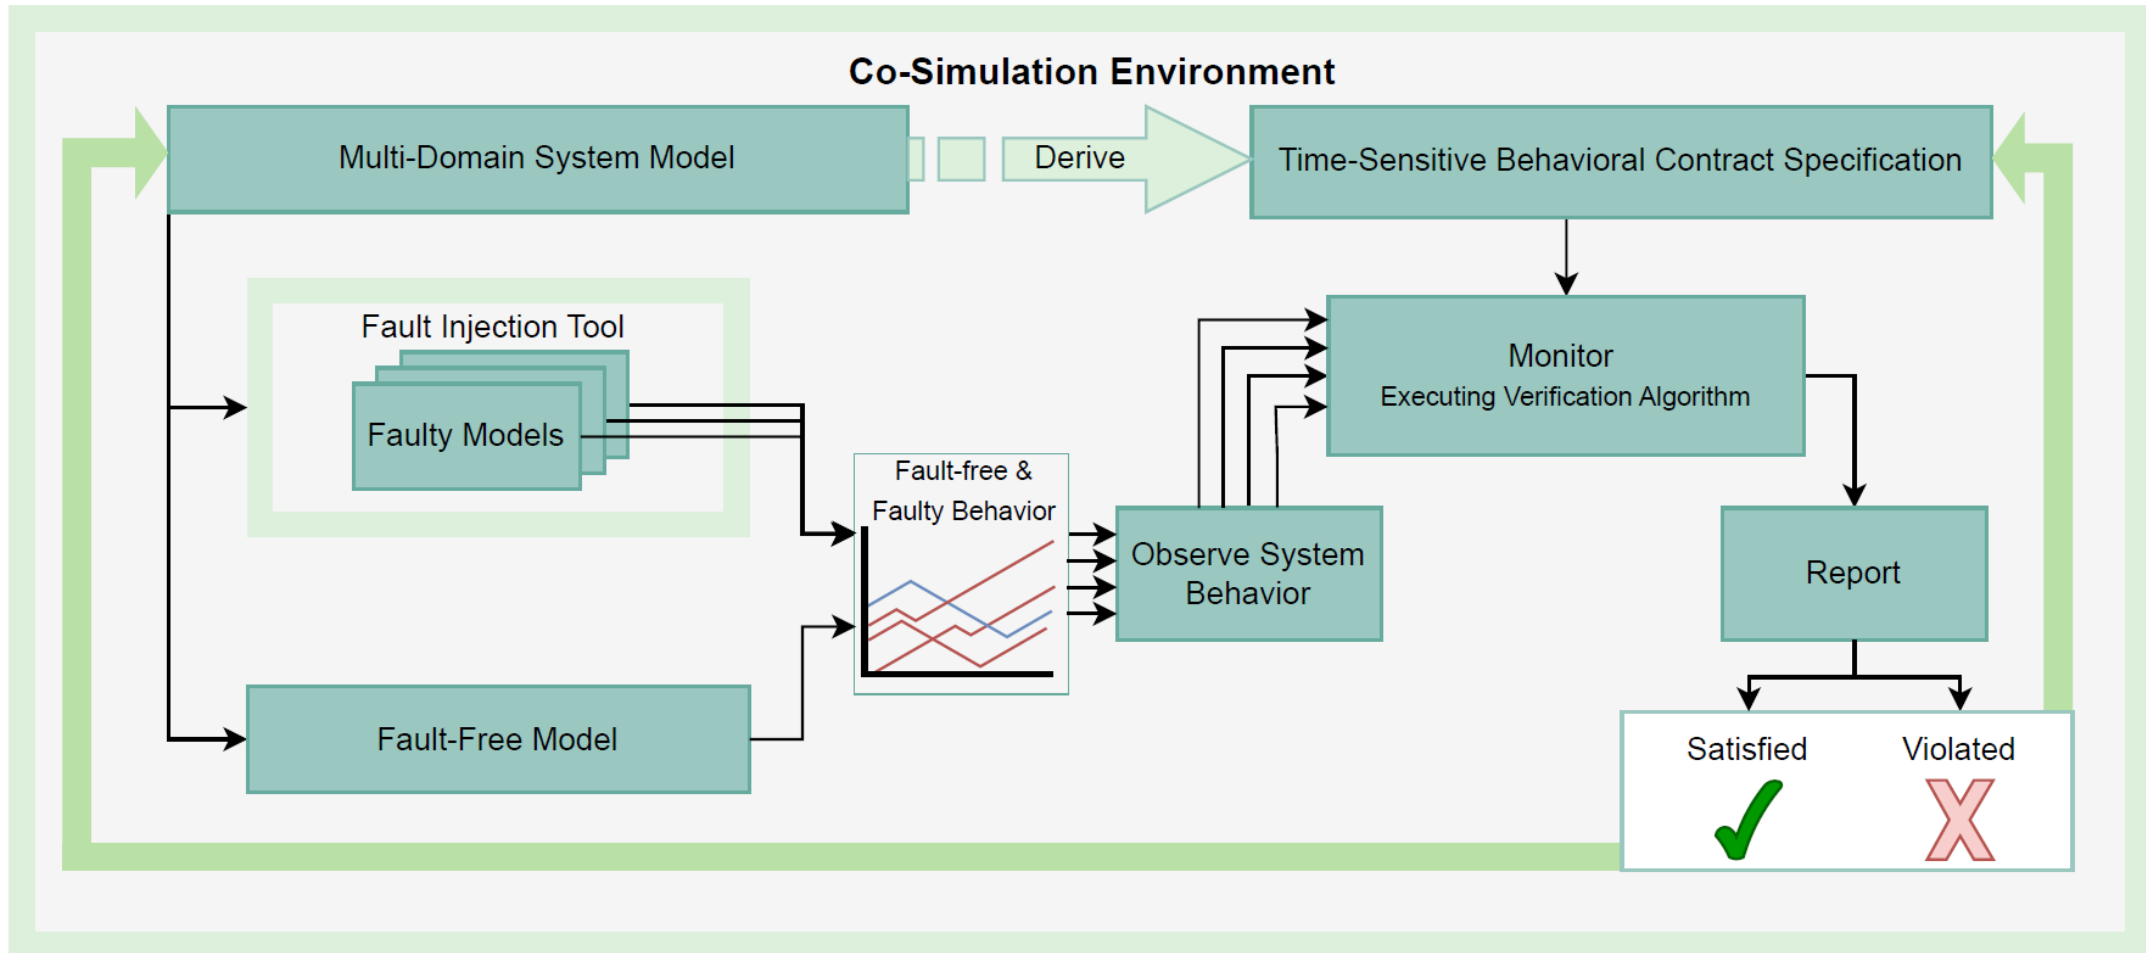 Co-Simulation Environment
Multi-Domain System Model
Derive
Time-Sensitive Behavioral Contract Specification
Fault Injection Tool
Faulty Models
Monitor
Executing Verification Algorithm
Fault-free &
Faulty Behavior
Observe System
Behavior
Report
Fault-Free Model
Satisfied
Violated